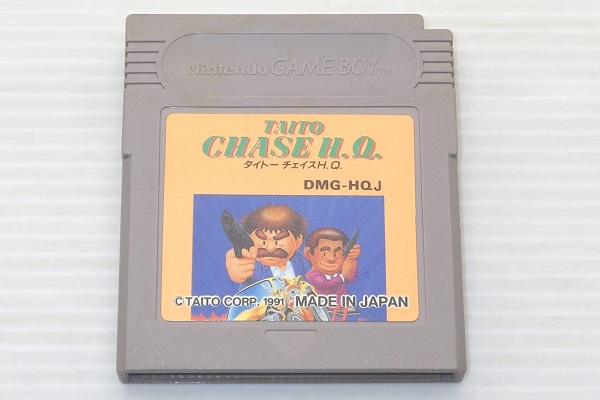 Nintendo GAME BOY™
TAITO
CHASE H.Q.
タイトー チェイスH.Q.
DMG-HQJ
© TAITO CORP. 1991 MADE IN JAPAN